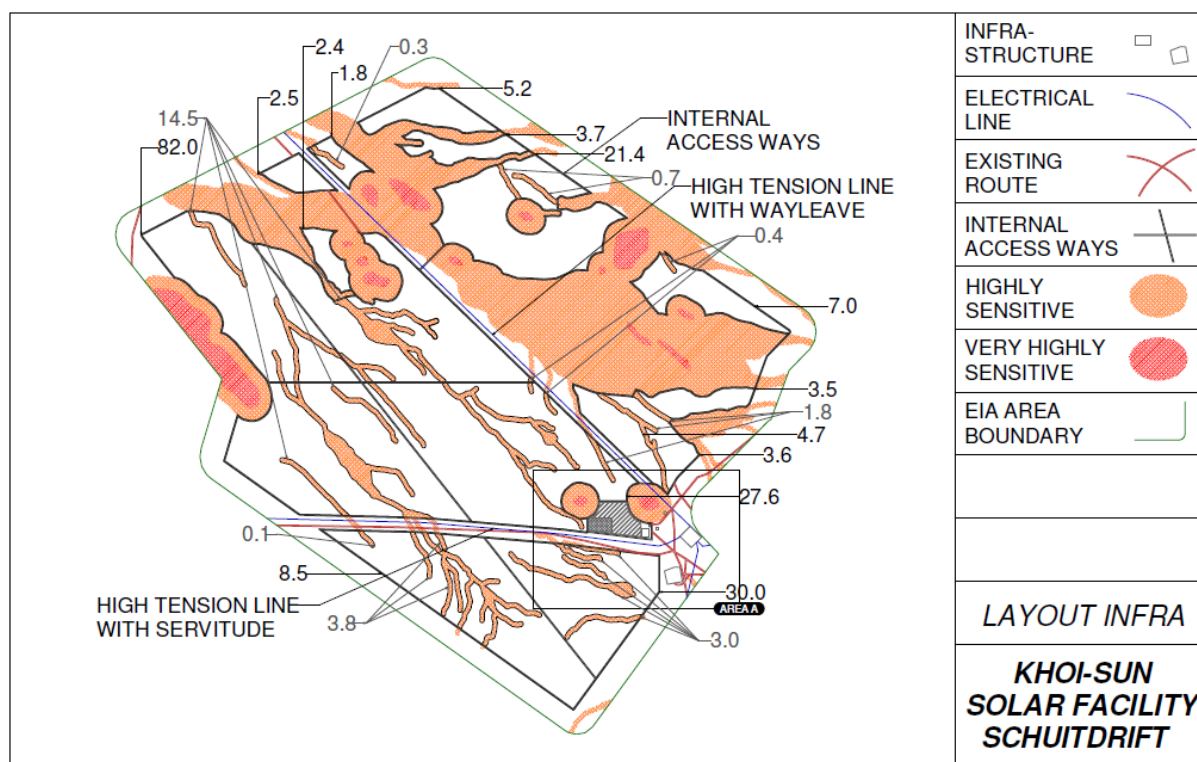 2.4
0.3
1.8
5.2
2.5
14.5
82.0
3.7
INTERNAL
ACCESS WAYS
21.4
0.7
HIGH TENSION LINE
WITH WAYLEAVE
0.4
7.0
3.5
1.8
4.7
3.6
27.6
0.1
8.5
HIGH TENSION LINE
WITH SERVITUDE
3.8
30.0
AREA A
3.0
INFRA-
STRUCTURE
ELECTRICAL
LINE
EXISTING
ROUTE
INTERNAL
ACCESS WAYS
HIGHLY
SENSITIVE
VERY HIGHLY
SENSITIVE
EIA AREA
BOUNDARY
LAYOUT INFRA
KHOI-SUN
SOLAR FACILITY
SCHUITDRIFT